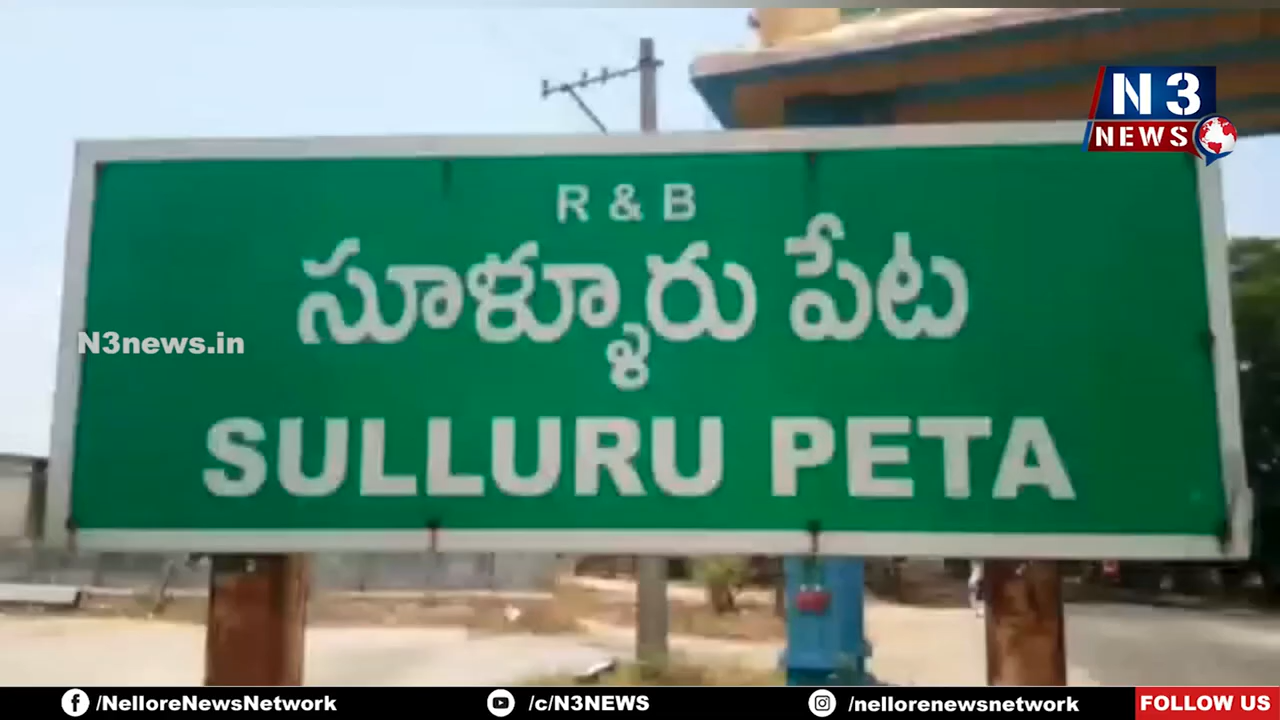 N3
NEWS
R & B
సూళ్ళూరు పేట
N3news.in
SULLURU PETA
/NelloreNewsNetwork
/c/N3NEWS
/nellorenewsnetwork
FOLLOW US